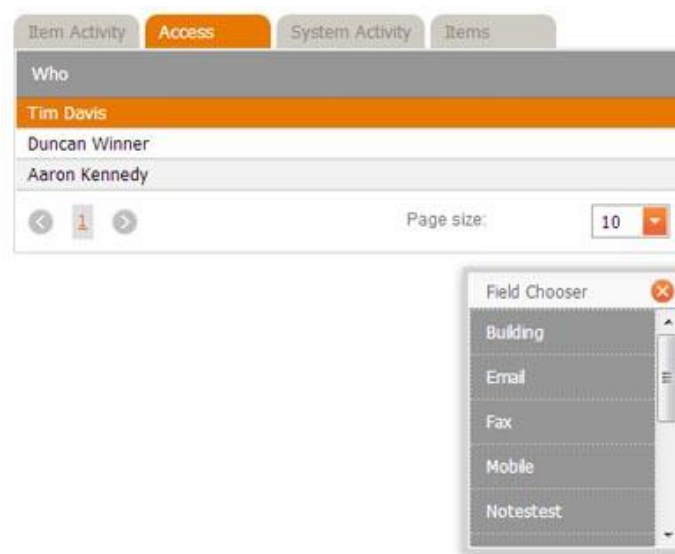 Item Activity Access System Activity Items
Who
Tim Davis
Duncan Winner
Aaron Kennedy
1 Page size: 10
Field Chooser
Building
Email
Fax
Mobile
Notestest